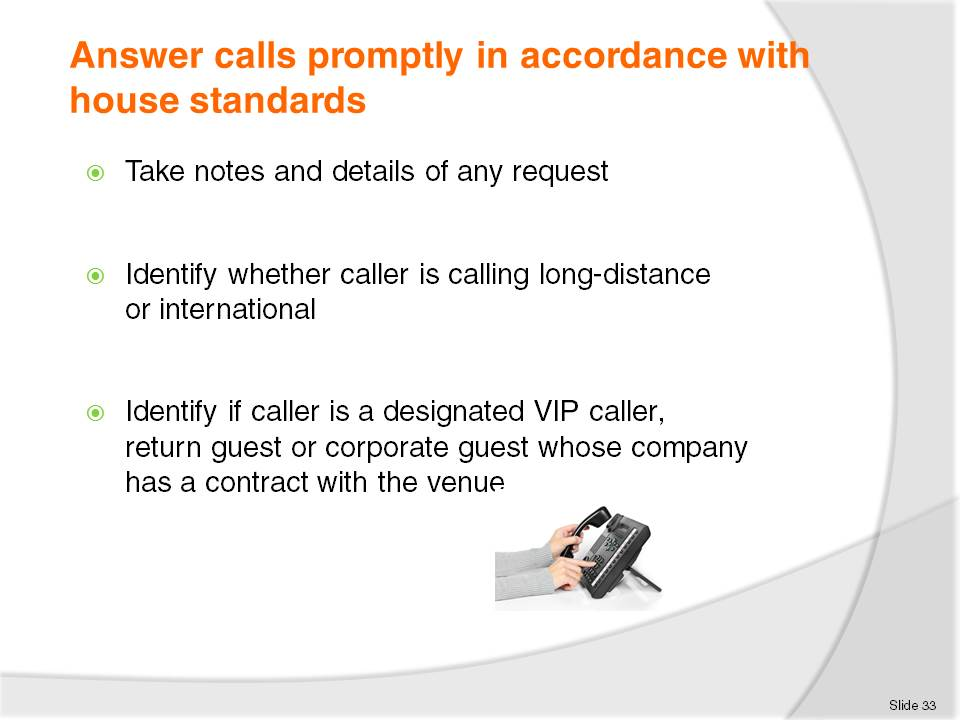 Answer calls promptly in accordance with
house standards
Take notes and details of any request
Identify whether caller is calling long-distance
or international
Identify if caller is a designated VIP caller,
return guest or corporate guest whose company
has a contract with the venue
Slide 33